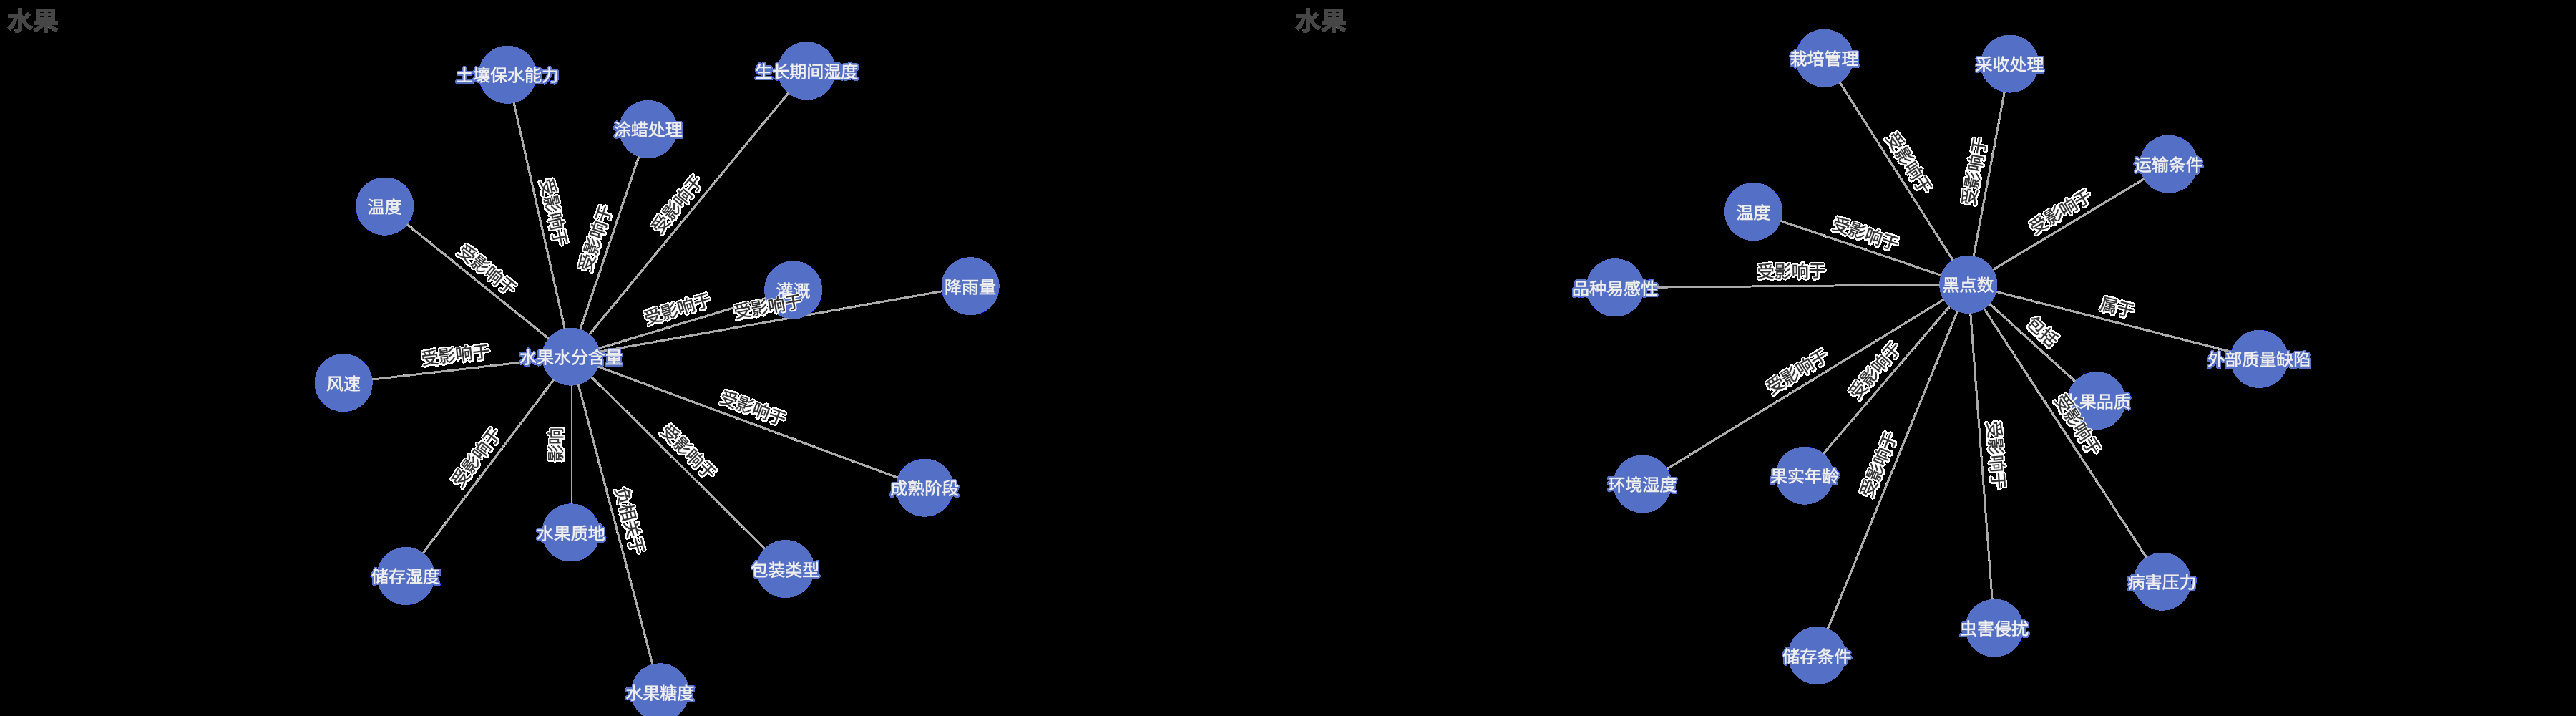 水果
土壤保水能力
生长期间湿度
涂蜡处理
温度
灌溉
降雨量
水果水分含量
风速
成熟阶段
水果质地
包装类型
储存湿度
水果糖度
受影响于
受影响于
受影响于
受影响于
受影响于
受影响于
受影响于
受影响于
受影响于
受影响于
影响
负相关于
水果
栽培管理
采收处理
运输条件
温度
品种易感性
黑点数
外部质量缺陷
水果品质
果实年龄
环境湿度
病害压力
虫害侵扰
储存条件
受影响于
受影响于
受影响于
受影响于
受影响于
属于
包括
受影响于
受影响于
受影响于
受影响于
受影响于